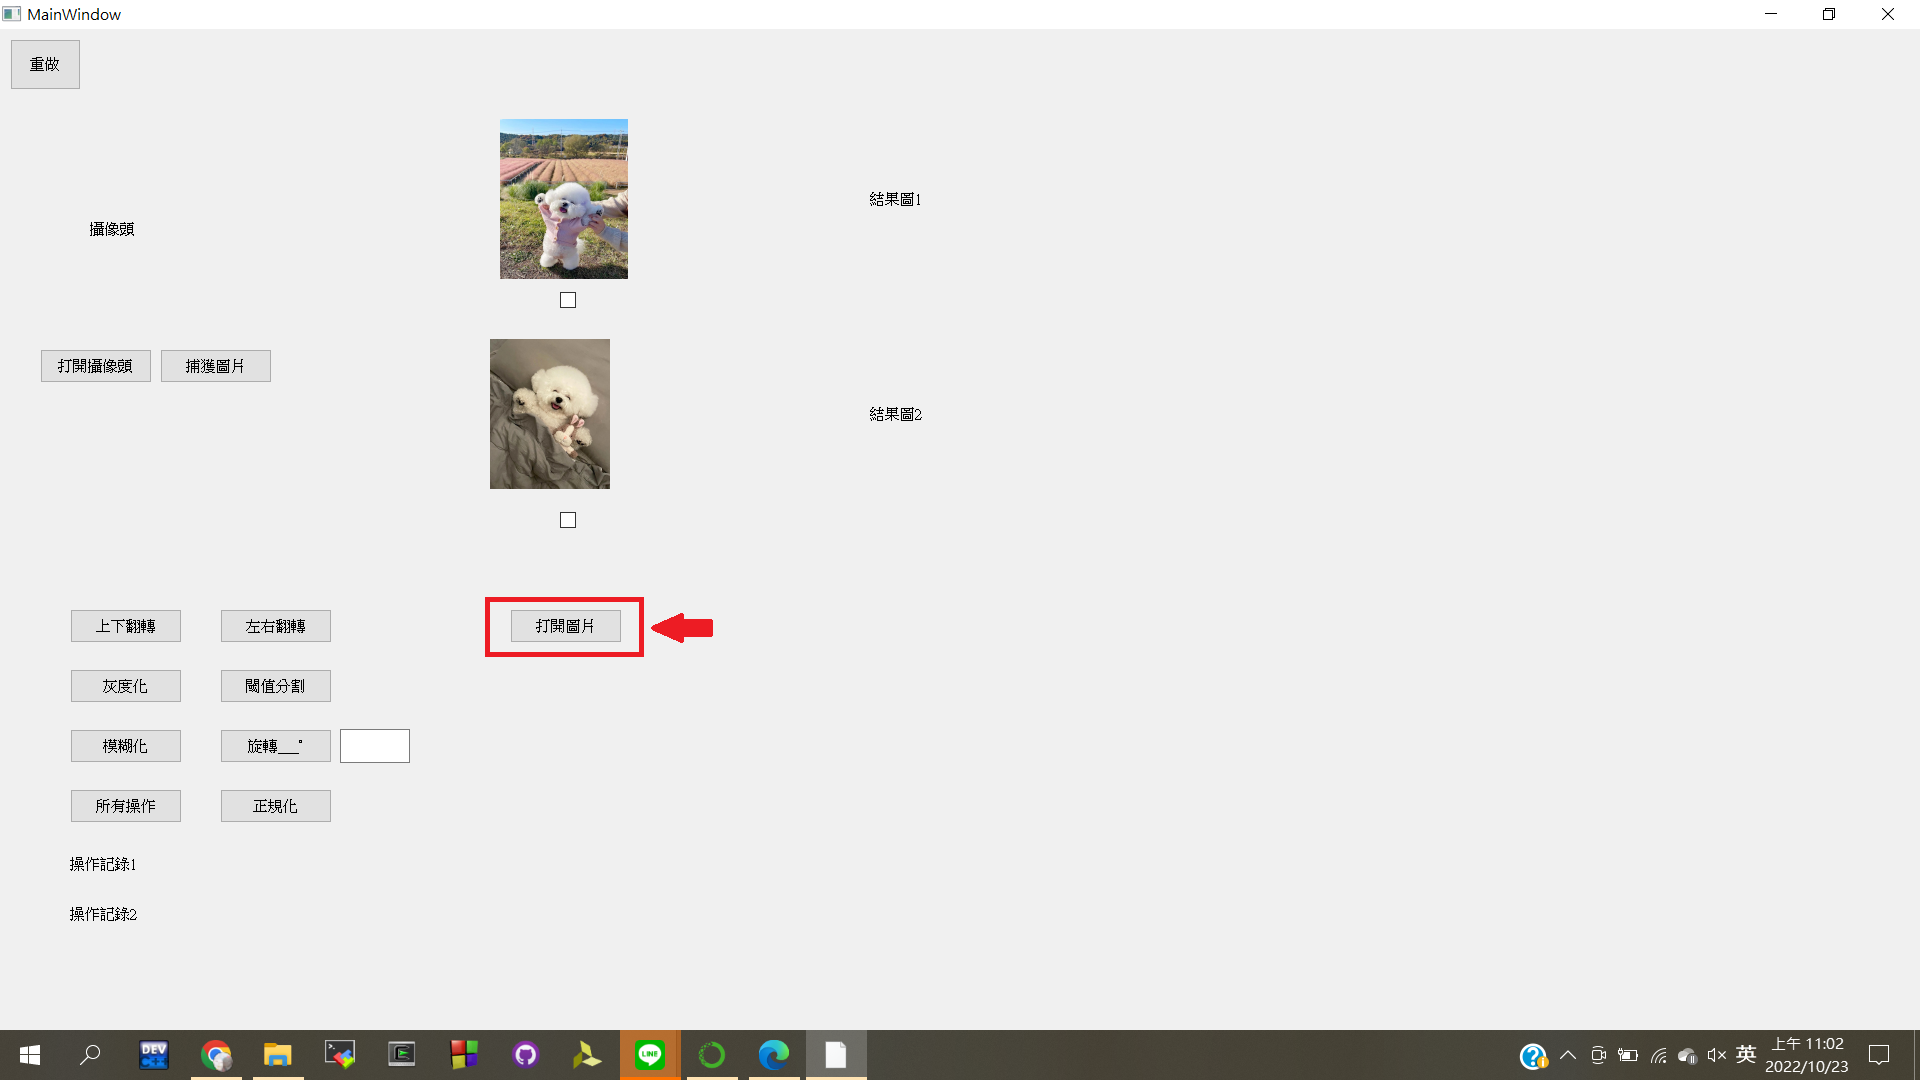 MainWindow
重做
攝像頭
結果圖1
打開攝像頭
捕獲圖片
結果圖2
上下翻轉
左右翻轉
打開圖片
灰度化
閾值分割
模糊化
旋轉___°
所有操作
正規化
操作記錄1
操作記錄2
DEV
C++
LINE
英
上午 11:02
2022/10/23